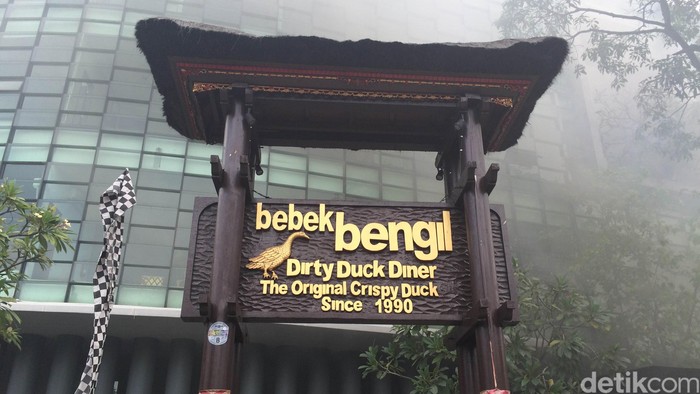 bebek bengil
Dirty Duck Diner
The Original Crispy Duck
Since 1990
detikcom